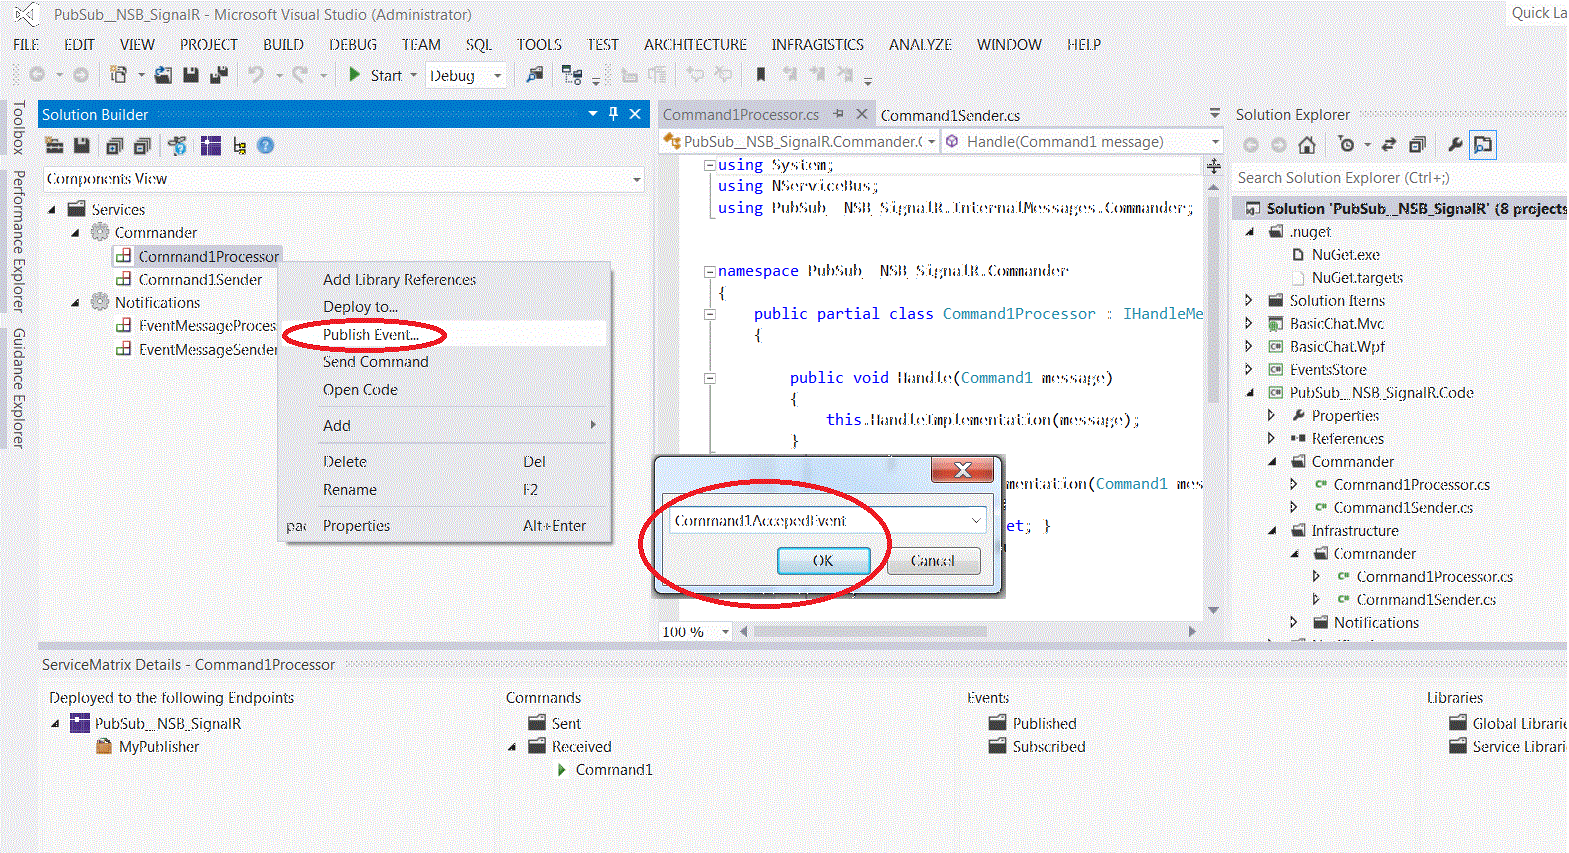 PubSub__NSB_SignalR - Microsoft Visual Studio (Administrator)
Quick La
FILE EDIT VIEW PROJECT BUILD DEBUG TEAM SQL TOOLS TEST ARCHITECTURE INFRAGISTICS ANALYZE WINDOW HELP
Start Debug
Toolbox
Performance Explorer
Guidance Explorer
Solution Builder
Components View
Services
Commander
Command1Processor
Command1Sender
Notifications
EventMessageProces
EventMessageSender
Add Library References
Deploy to...
Publish Event...
Send Command
Open Code
Add
Delete Del
Rename F2
pac Properties Alt+Enter
Command1Processor.cs Command1Sender.cs
PubSub__NSB_SignalR.Commander.C Handle(Command1 message)
using System;
using NServiceBus;
using PubSub__NSB_SignalR.InternalMessages.Commander;
namespace PubSub__NSB_SignalR.Commander
{
public partial class Command1Processor : IHandleMe
{
public void Handle(Command1 message)
{
this.HandleImplementation(message);
}
mentation(Command1 mes
et; }
Command1AccepedEvent
OK Cancel
100 %
Solution Explorer
Search Solution Explorer (Ctrl+;)
Solution 'PubSub__NSB_SignalR' (8 projects
.nuget
NuGet.exe
NuGet.targets
Solution Items
BasicChat.Mvc
BasicChat.Wpf
EventsStore
PubSub__NSB_SignalR.Code
Properties
References
Commander
Command1Processor.cs
Command1Sender.cs
Infrastructure
Commander
Command1Processor.cs
Command1Sender.cs
Notifications
ServiceMatrix Details - Command1Processor
Deployed to the following Endpoints
PubSub__NSB_SignalR
MyPublisher
Commands
Sent
Received
Command1
Events
Published
Subscribed
Libraries
Global Librarie
Service Librari